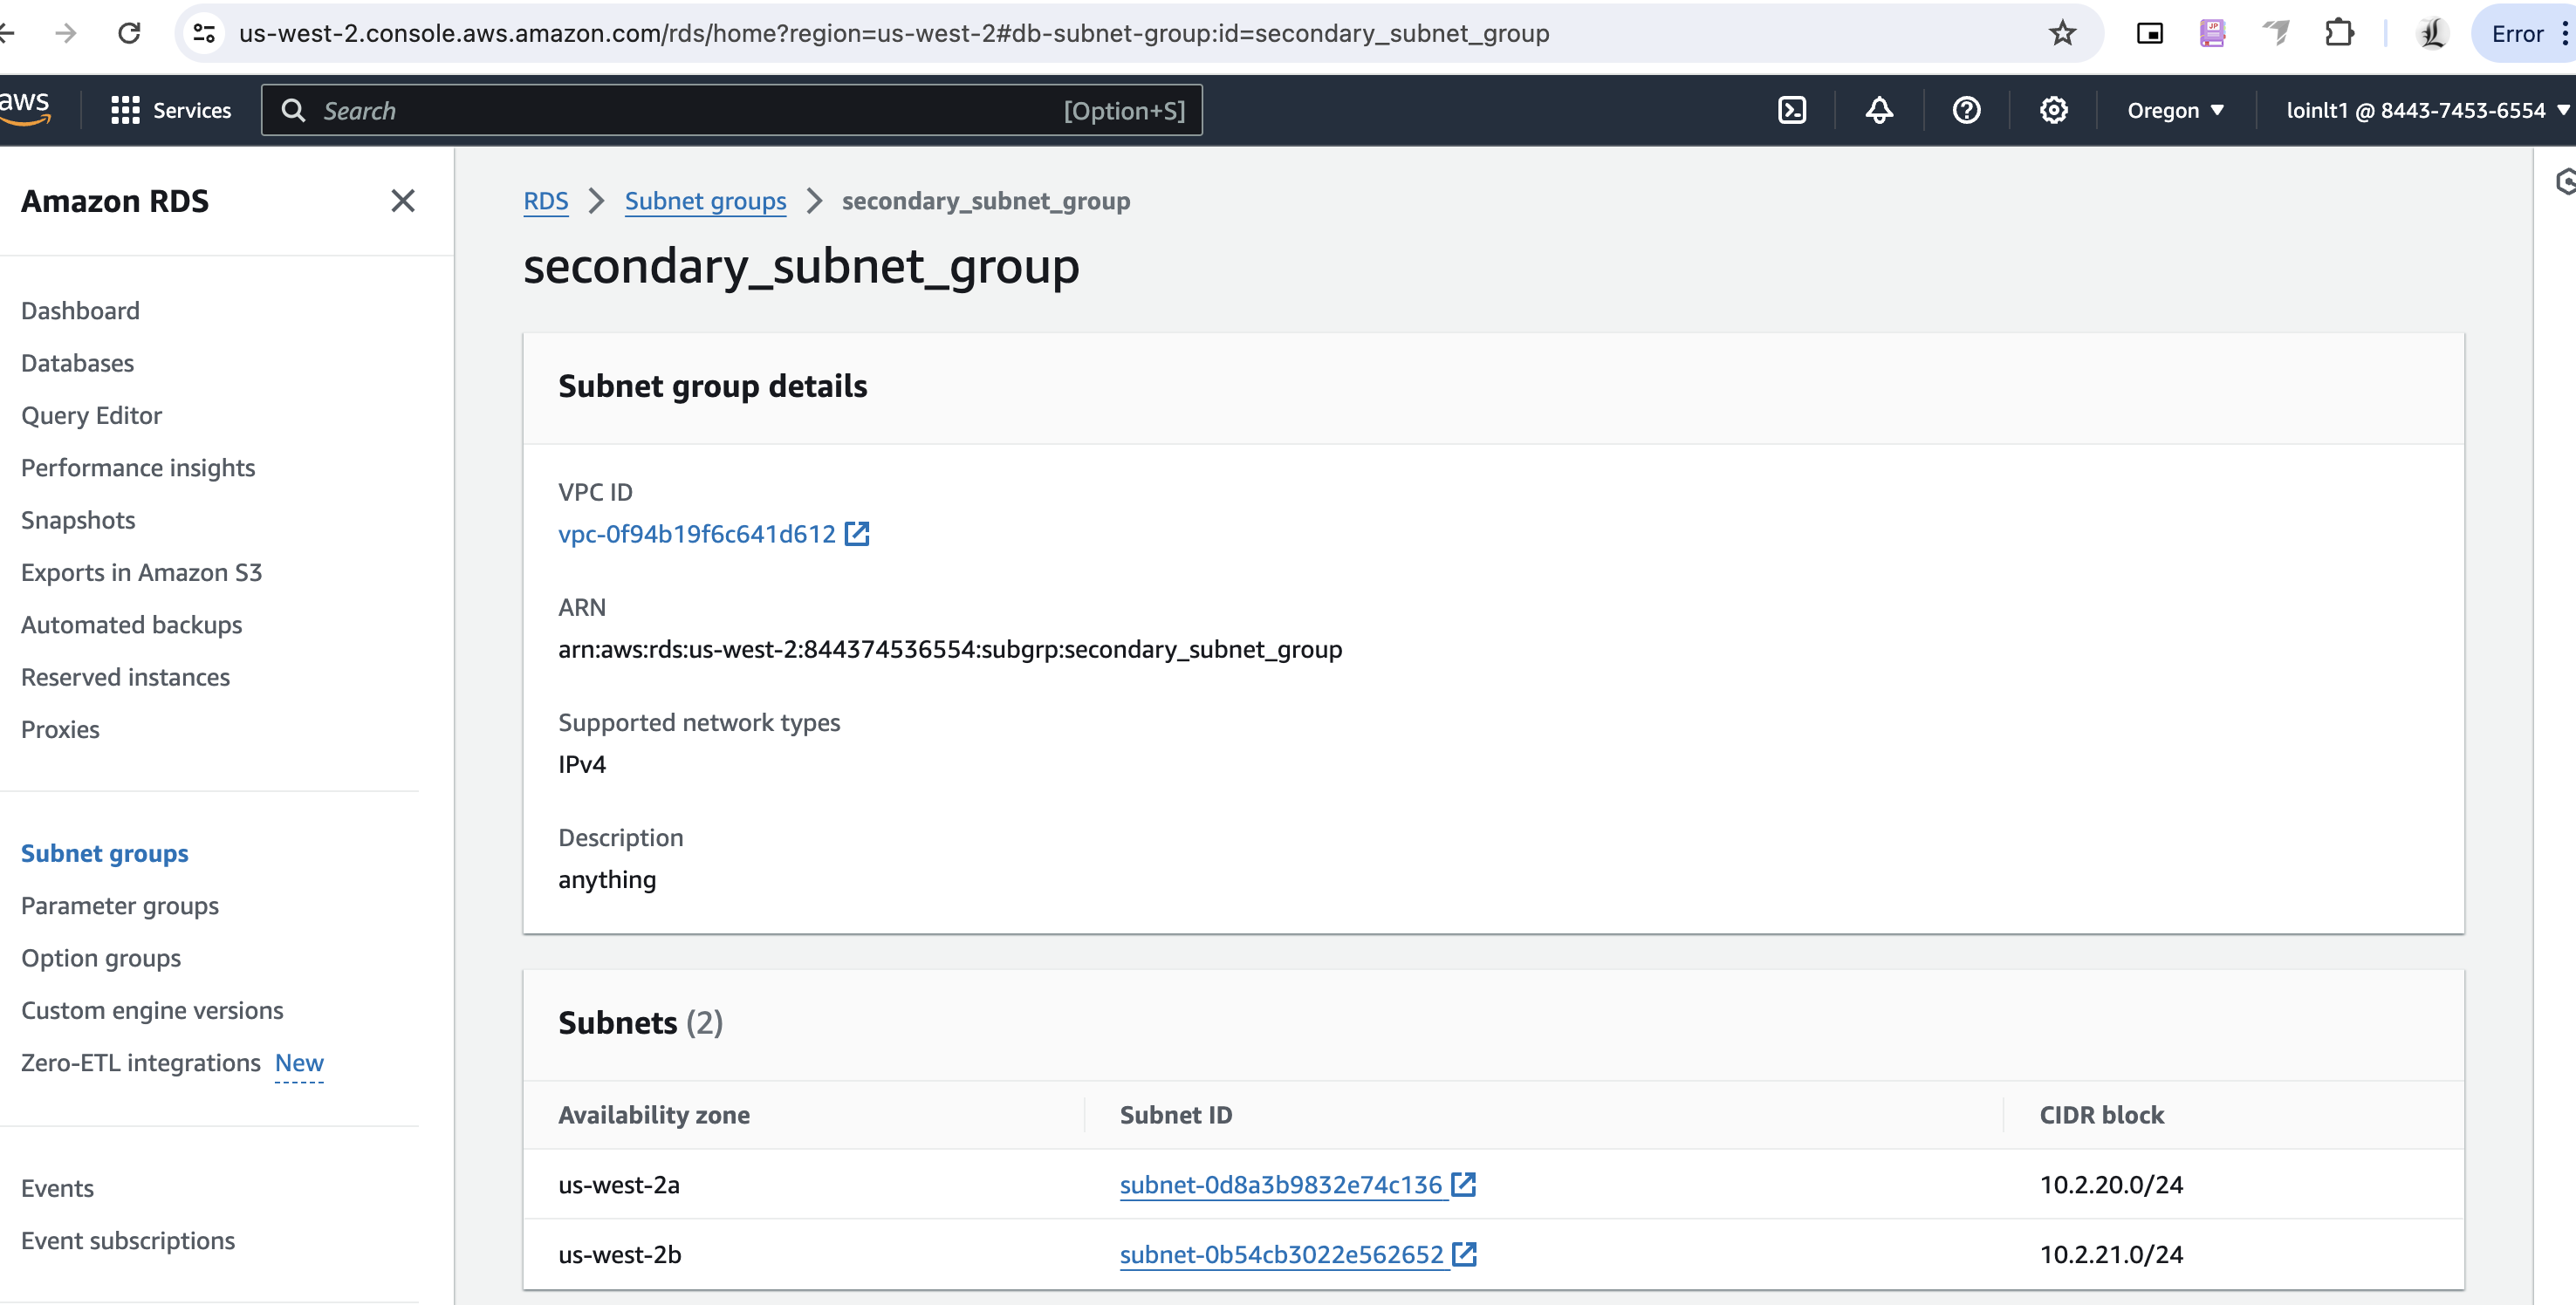 us-west-2.console.aws.amazon.com/rds/home?region=us-west-2#db-subnet-group:id=secondary_subnet_group
Error
aws
Services
Search
[Option+S]
Oregon
loinlt1 @ 8443-7453-6554
Amazon RDS
Dashboard
Databases
Query Editor
Performance insights
Snapshots
Exports in Amazon S3
Automated backups
Reserved instances
Proxies
Subnet groups
Parameter groups
Option groups
Custom engine versions
Zero-ETL integrations New
Events
Event subscriptions
RDS > Subnet groups > secondary_subnet_group
secondary_subnet_group
Subnet group details
VPC ID
vpc-0f94b19f6c641d612
ARN
arn:aws:rds:us-west-2:844374536554:subgrp:secondary_subnet_group
Supported network types
IPv4
Description
anything
Subnets (2)
Availability zone Subnet ID CIDR block
us-west-2a subnet-0d8a3b9832e74c136 10.2.20.0/24
us-west-2b subnet-0b54cb3022e562652 10.2.21.0/24